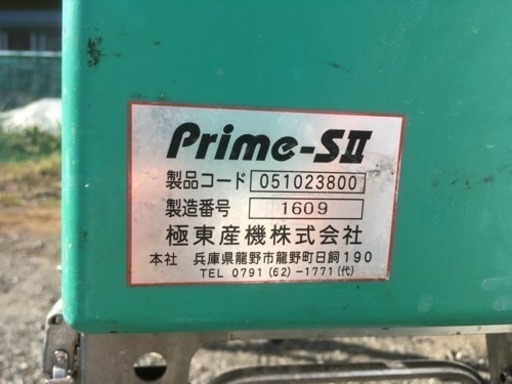 Prime-SⅡ
製品コード 051023800
製造番号 1609
極東産機株式会社
本社 兵庫県龍野市龍野町日飼190
TEL 0791(62)-1771(代)